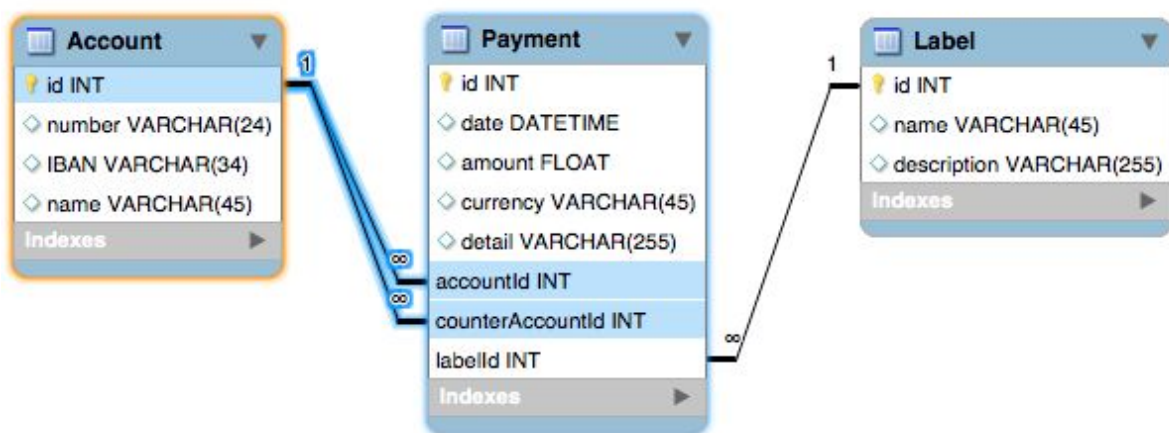 Account
id INT
number VARCHAR(24)
IBAN VARCHAR(34)
name VARCHAR(45)
Indexes
1
∞
∞
Payment
id INT
date DATETIME
amount FLOAT
currency VARCHAR(45)
detail VARCHAR(255)
accountId INT
counterAccountId INT
labelId INT
Indexes
1
∞
Label
id INT
name VARCHAR(45)
description VARCHAR(255)
Indexes